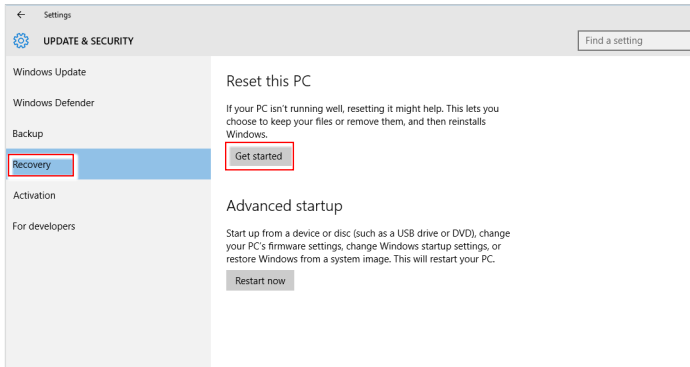 Settings
UPDATE & SECURITY
Find a setting
Windows Update
Windows Defender
Backup
Recovery
Activation
For developers
Reset this PC
If your PC isn't running well, resetting it might help. This lets you
choose to keep your files or remove them, and then reinstalls
Windows.
Get started
Advanced startup
Start up from a device or disc (such as a USB drive or DVD), change
your PC's firmware settings, change Windows startup settings, or
restore Windows from a system image. This will restart your PC.
Restart now